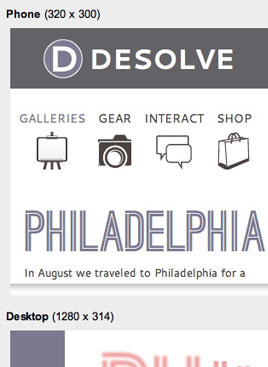 Phone (320 x 300)
D DESOLVE
GALLERIES GEAR INTERACT SHOP
PHILADELPHIA
In August we traveled to Philadelphia for a
Desktop (1280 x 314)